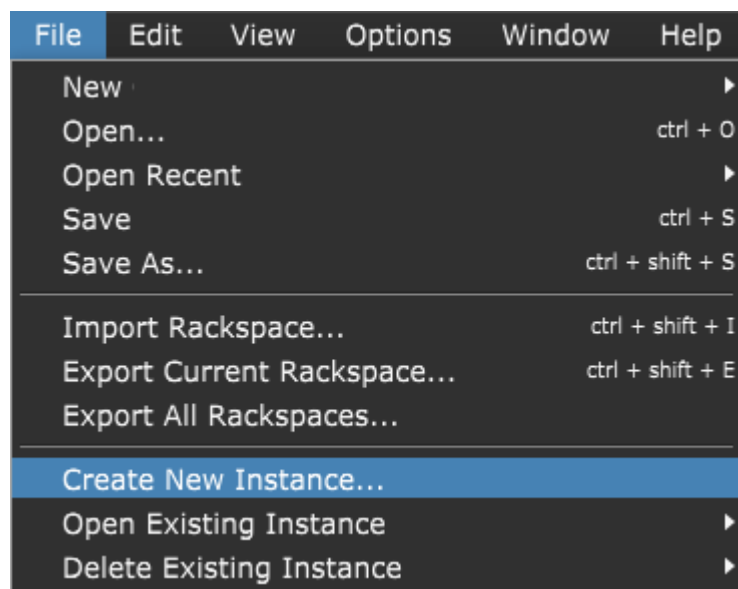 File Edit View Options Window Help
New
Open... ctrl + O
Open Recent
Save ctrl + S
Save As... ctrl + shift + S
Import Rackspace... ctrl + shift + I
Export Current Rackspace... ctrl + shift + E
Export All Rackspaces...
Create New Instance...
Open Existing Instance
Delete Existing Instance